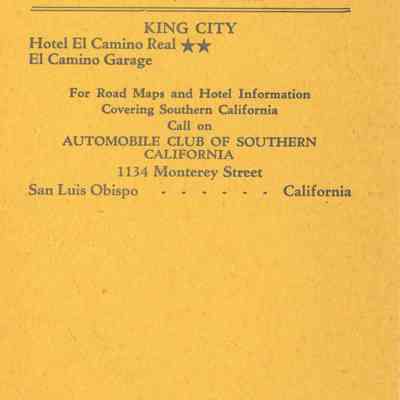 KING CITY
Hotel El Camino Real ★★
El Camino Garage
For Road Maps and Hotel Information
Covering Southern California
Call on
AUTOMOBILE CLUB OF SOUTHERN
CALIFORNIA
1134 Monterey Street
San Luis Obispo - - - - - - California